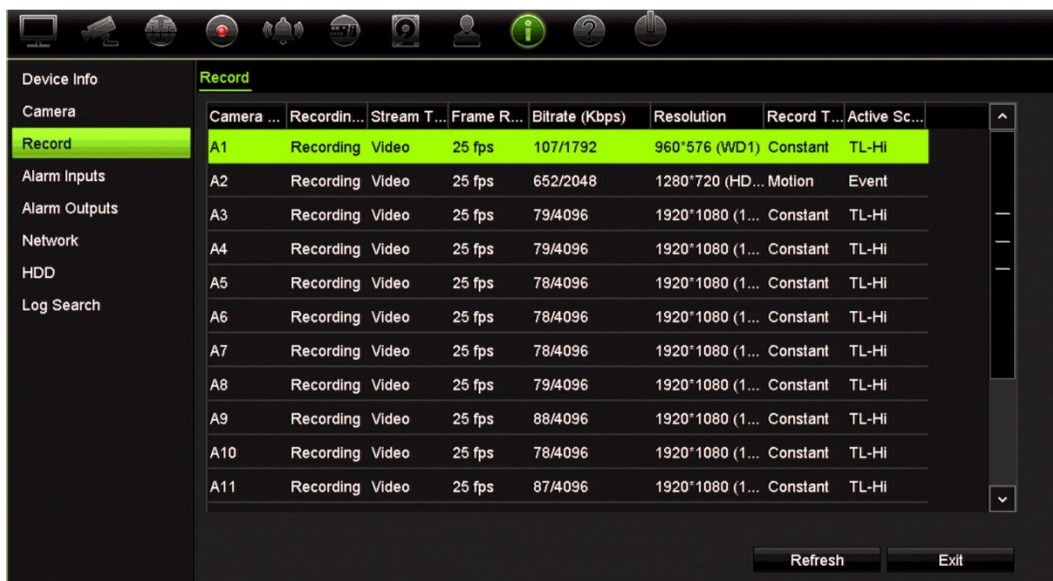 Device Info
Camera
Record
Alarm Inputs
Alarm Outputs
Network
HDD
Log Search
Record
Camera ... Recordin... Stream T... Frame R... Bitrate (Kbps) Resolution Record T... Active Sc...
A1 Recording Video 25 fps 107/1792 960*576 (WD1) Constant TL-Hi
A2 Recording Video 25 fps 652/2048 1280*720 (HD... Motion Event
A3 Recording Video 25 fps 79/4096 1920*1080 (1... Constant TL-Hi
A4 Recording Video 25 fps 79/4096 1920*1080 (1... Constant TL-Hi
A5 Recording Video 25 fps 78/4096 1920*1080 (1... Constant TL-Hi
A6 Recording Video 25 fps 78/4096 1920*1080 (1... Constant TL-Hi
A7 Recording Video 25 fps 78/4096 1920*1080 (1... Constant TL-Hi
A8 Recording Video 25 fps 79/4096 1920*1080 (1... Constant TL-Hi
A9 Recording Video 25 fps 88/4096 1920*1080 (1... Constant TL-Hi
A10 Recording Video 25 fps 78/4096 1920*1080 (1... Constant TL-Hi
A11 Recording Video 25 fps 87/4096 1920*1080 (1... Constant TL-Hi
Refresh Exit